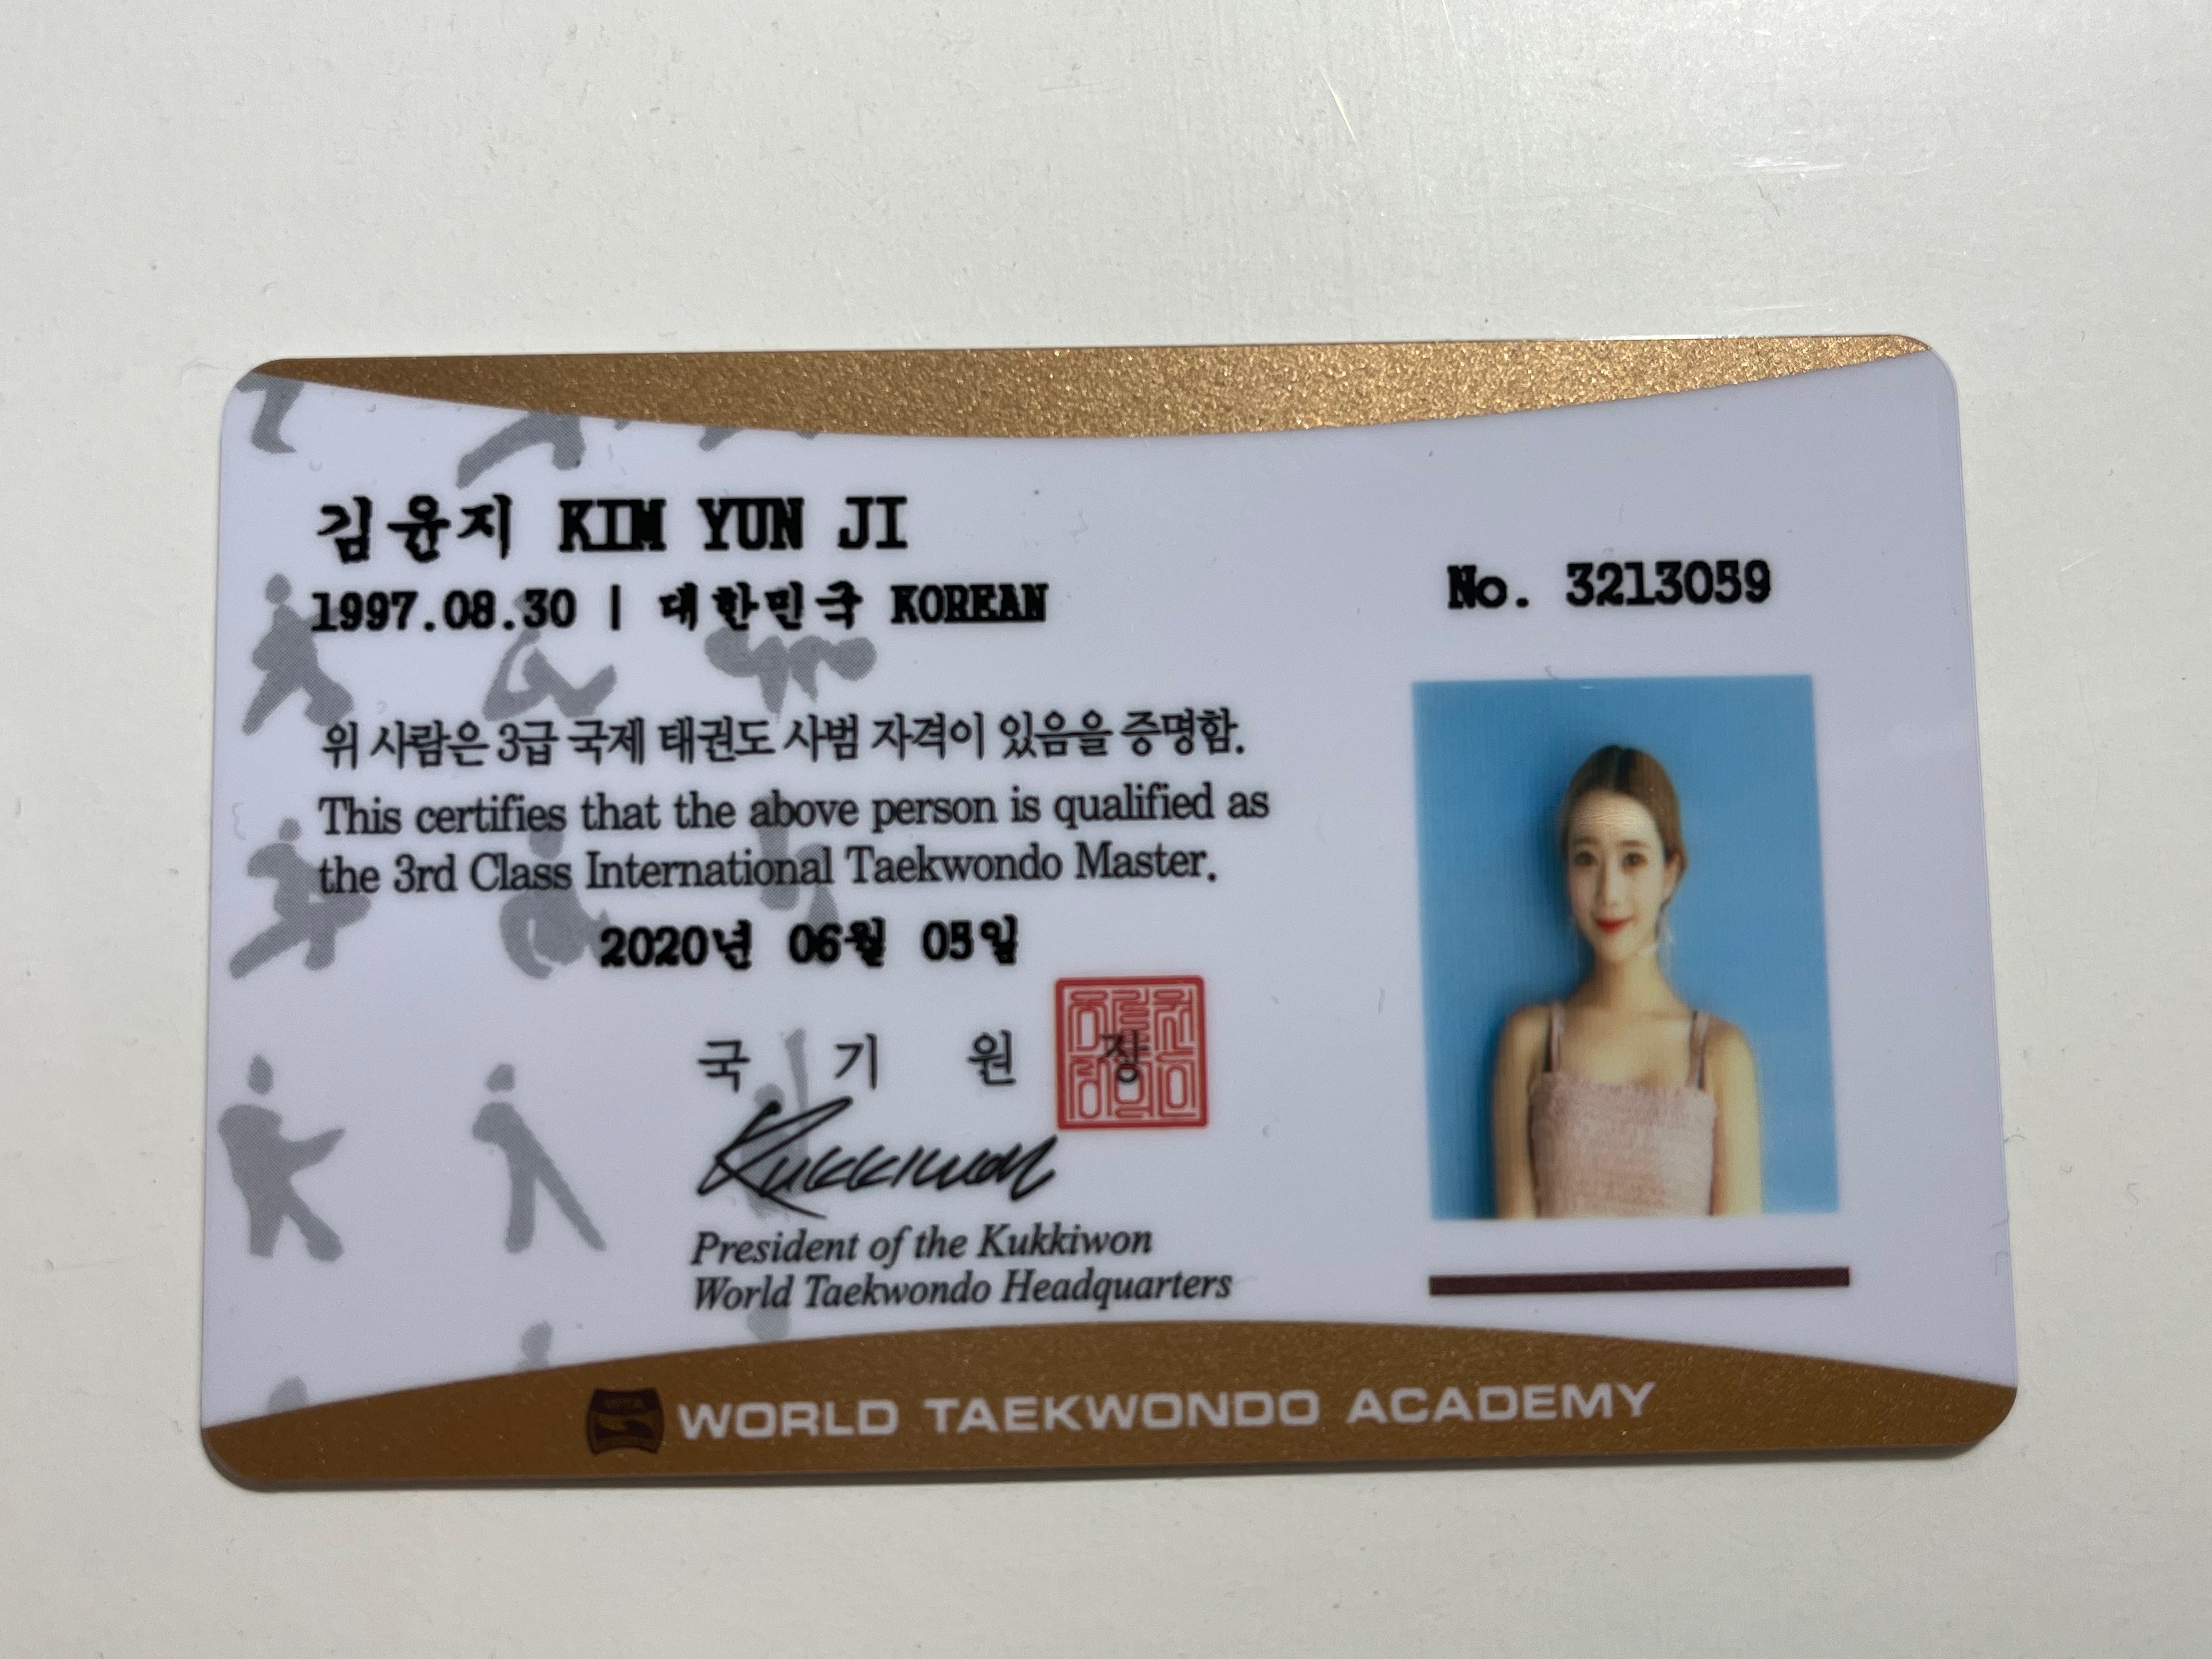 김윤지 KIM YUN JI
1997.08.30 | 대한민국 KOREAN
No. 3213059
위 사람은 3급 국제 태권도 사범 자격이 있음을 증명함.
This certifies that the above person is qualified as
the 3rd Class International Taekwondo Master.
2020년 06월 05일
국 기 원 장
Kukkiwon
President of the Kukkiwon
World Taekwondo Headquarters
WORLD TAEKWONDO ACADEMY